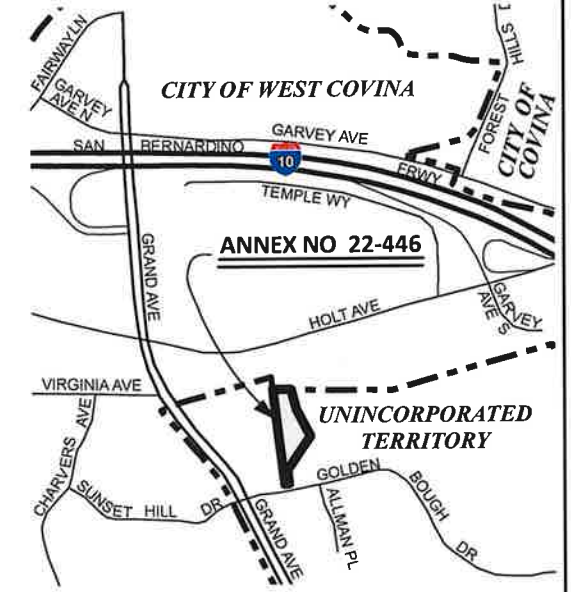 FAIRWAY LN
GARVEY
AVE N
CITY OF WEST COVINA
FOREST
HILLS
CITY OF
COVINA
GARVEY AVE
SAN BERNARDINO FRWY
10
TEMPLE WY
GRAND AVE
ANNEX NO 22-446
GARVEY
AVE S
HOLT AVE
VIRGINIA AVE
UNINCORPORATED
TERRITORY
CHARVERS AVE
SUNSET HILL DR
GOLDEN BOUGH DR
GRAND AVE
ALLMAN PL